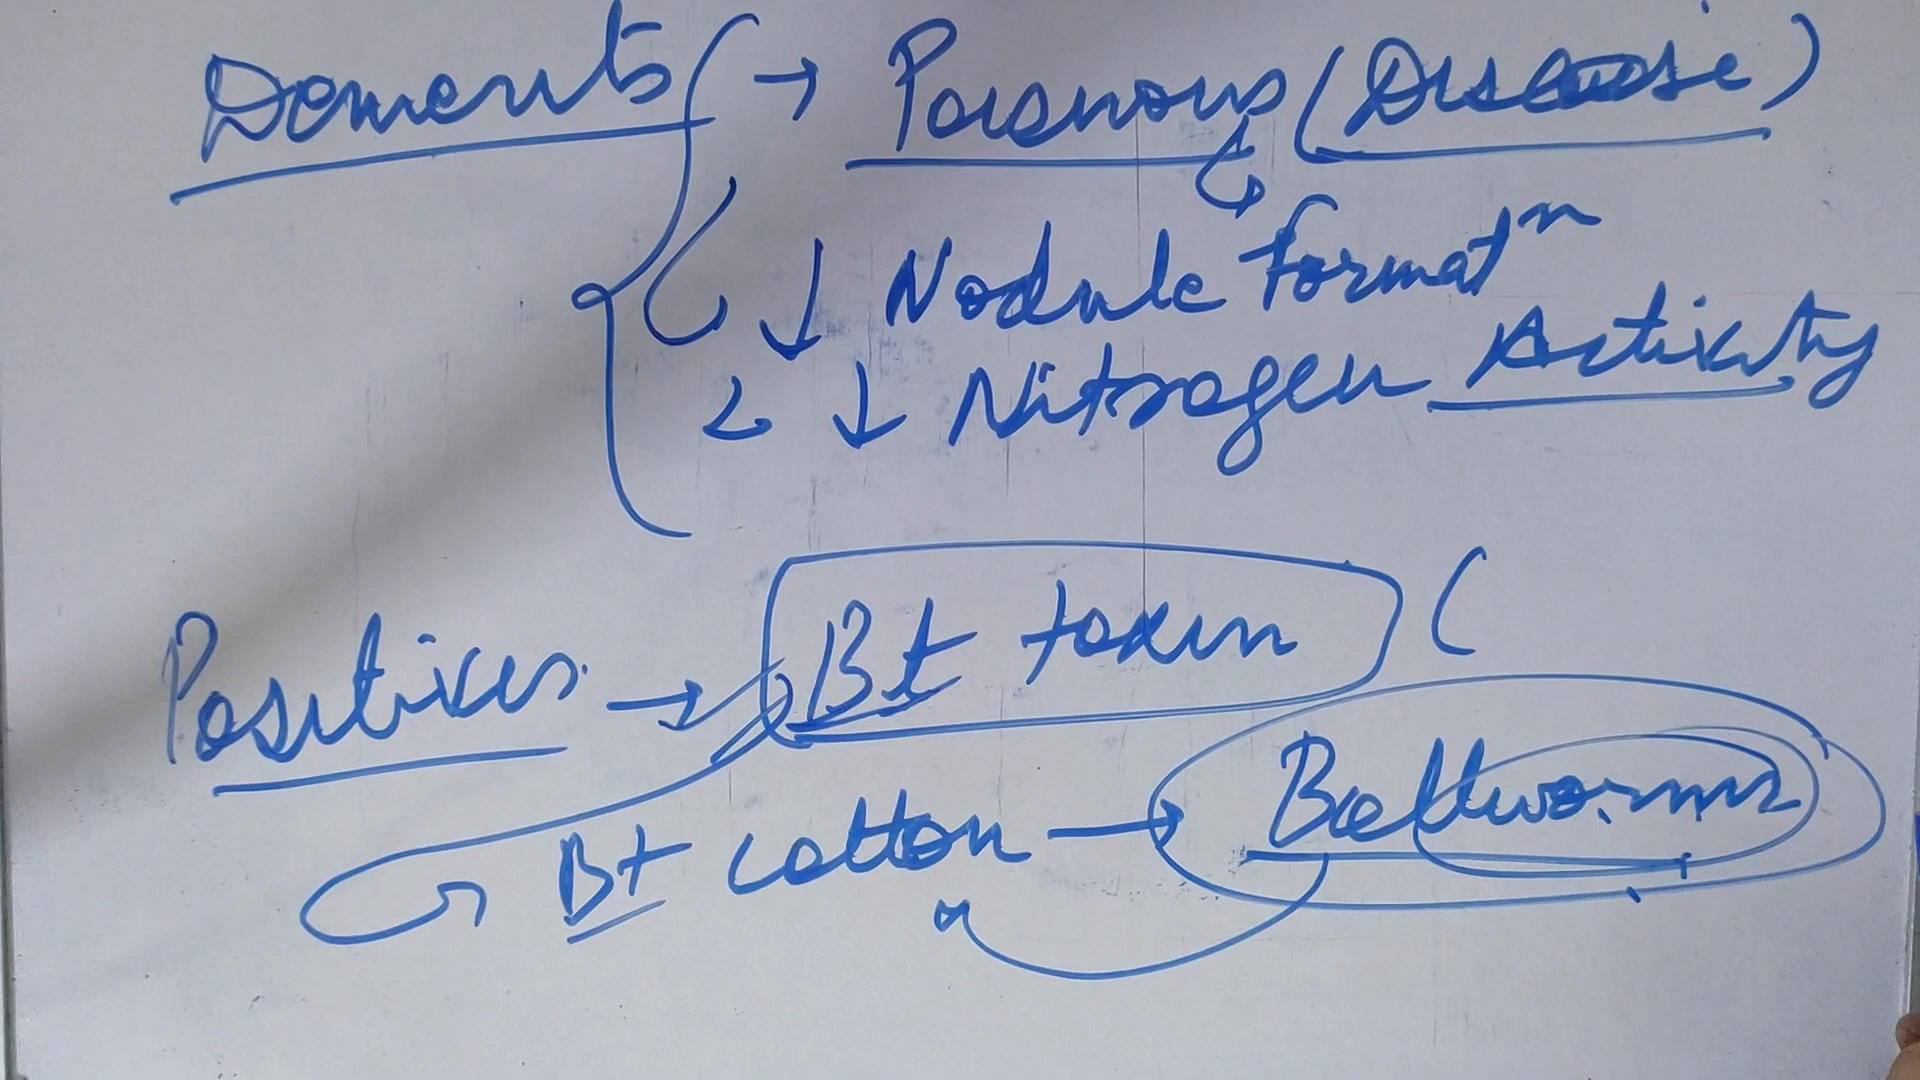 Demerits → Poisonous (Disease)
↓ Nodule formatⁿ
↓ Nitrogen Activity
Positives → Bt toxin (
Bt cotton → Bollworms